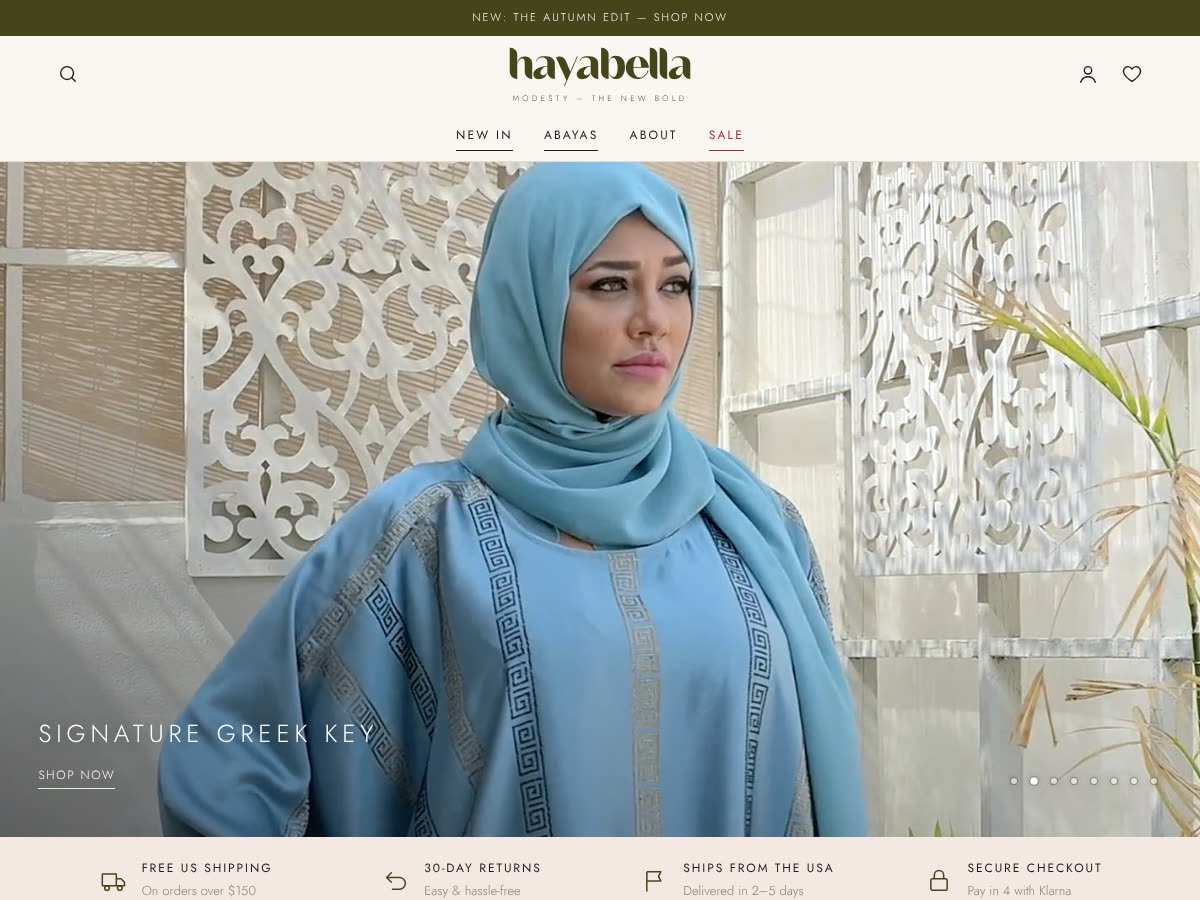 NEW: THE AUTUMN EDIT — SHOP NOW
hayabella
MODESTY – THE NEW BOLD
NEW IN ABAYAS ABOUT SALE
SIGNATURE GREEK KEY
SHOP NOW
FREE US SHIPPING
On orders over $150
30-DAY RETURNS
Easy & hassle-free
SHIPS FROM THE USA
Delivered in 2–5 days
SECURE CHECKOUT
Pay in 4 with Klarna